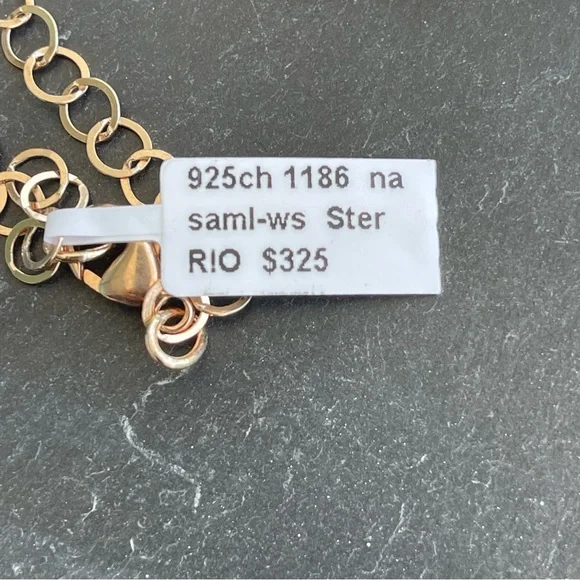 925ch 1186 na
saml-ws Ster
RIO $325